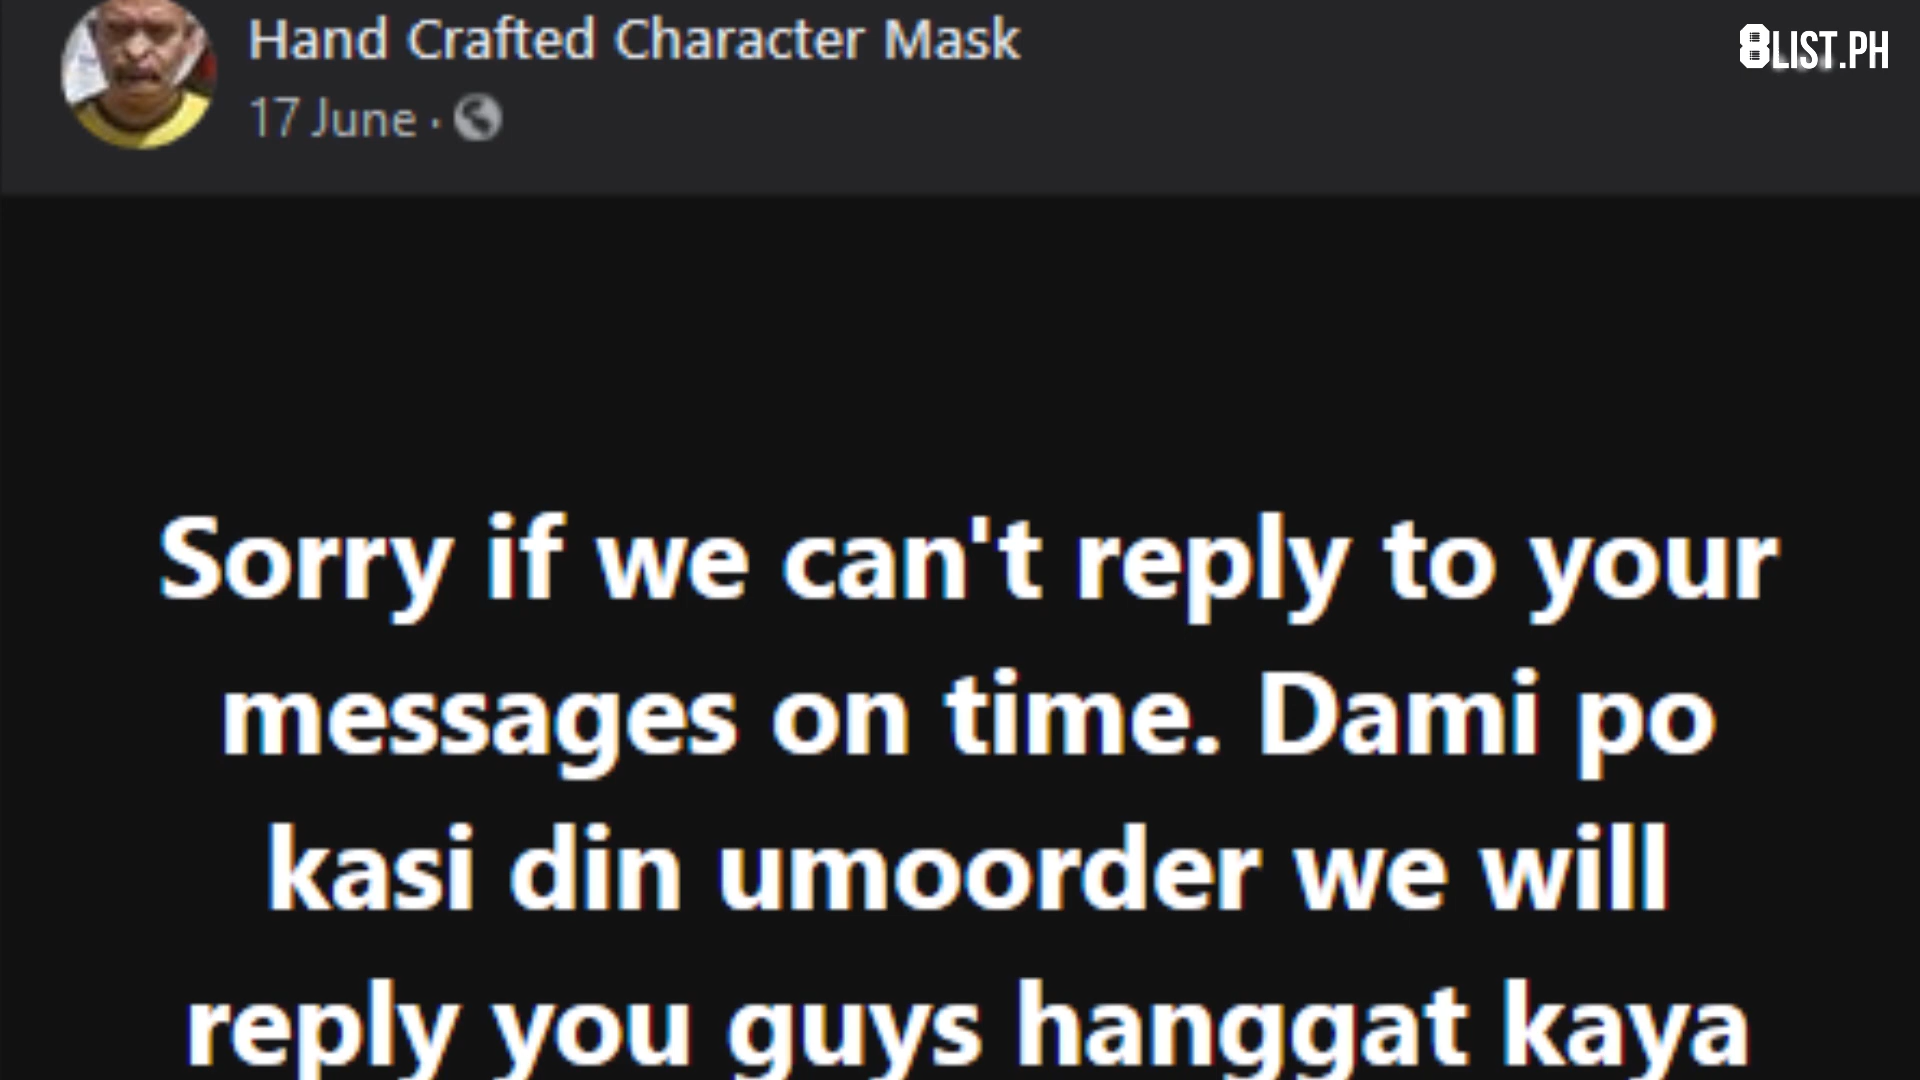 Hand Crafted Character Mask
8LIST.PH
17 June ·
Sorry if we can't reply to your
messages on time. Dami po
kasi din umoorder we will
reply you guys hanggat kaya